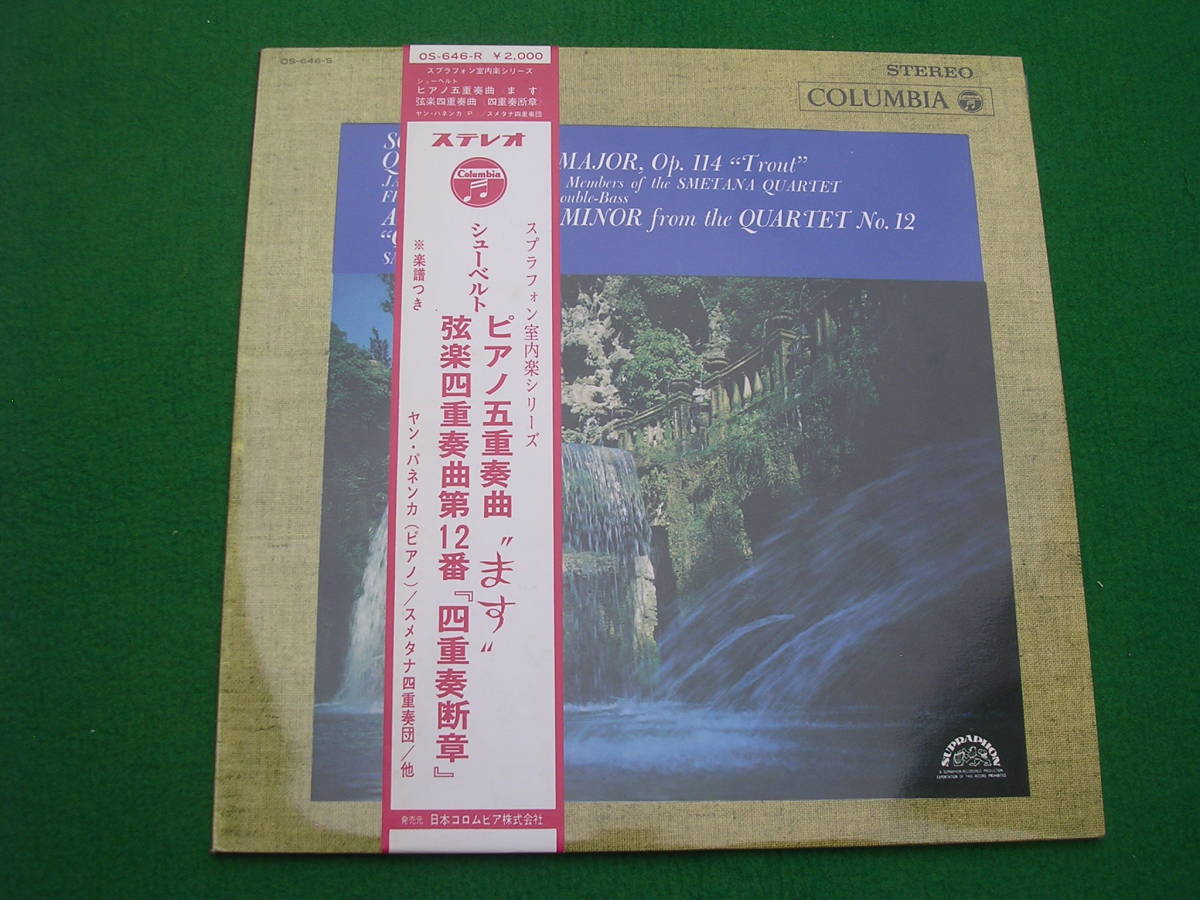 OS-646-S
STEREO
COLUMBIA
OS-646-R ¥2,000
スプラフォン室内楽シリーズ
シューベルト
ピアノ五重奏曲〈ます〉
弦楽四重奏曲〈四重奏断章〉
ヤン・パネンカ P. /スメタナ四重奏団
ステレオ
Columbia
スプラフォン室内楽シリーズ
シューベルト
ピアノ五重奏曲〝ます〟
弦楽四重奏曲第12番『四重奏断章』
※楽譜つき
ヤン・パネンカ(ピアノ)/スメタナ四重奏団/他
発売元 日本コロムビア株式会社
MAJOR, Op. 114 “Trout”
Members of the SMETANA QUARTET
ouble-Bass
MINOR from the QUARTET No. 12
SUPRAPHON
A SUPRAPHON RECORDING PRODUCTION
EXPORTATION OF THIS RECORD PROHIBITED